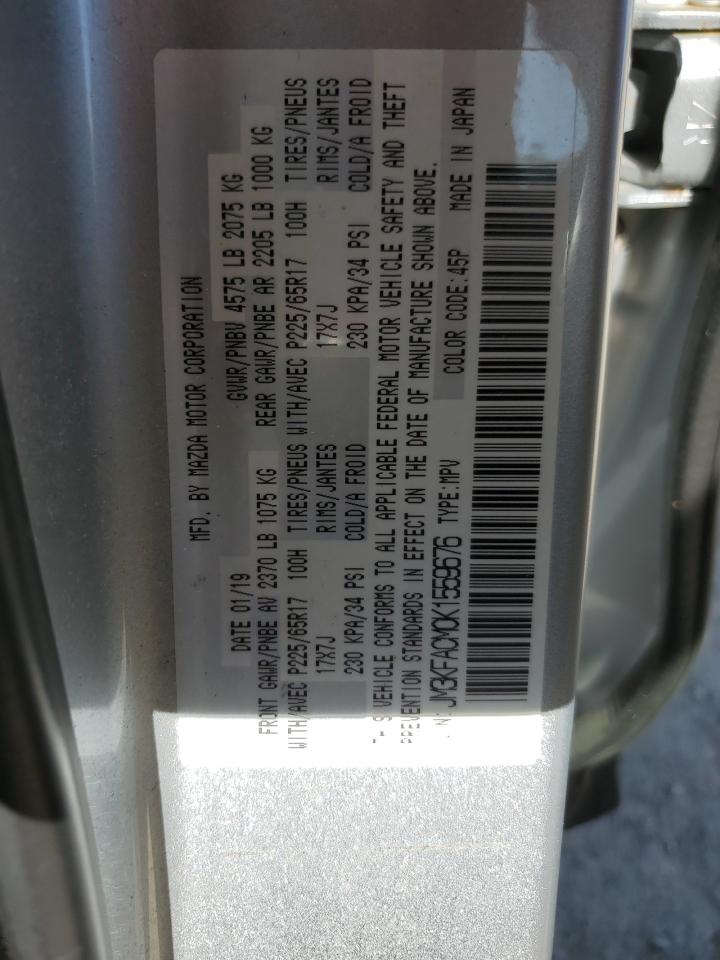 MFD. BY MAZDA MOTOR CORPORATION
DATE 01/19 GVWR/PNBV 4575 LB 2075 KG
FRONT GAWR/PNBE AV 2370 LB 1075 KG REAR GAWR/PNBE AR 2205 LB 1000 KG
WITH/AVEC P225/65R17 100H TIRES/PNEUS WITH/AVEC P225/65R17 100H TIRES/PNEUS
17X7J RIMS/JANTES 17X7J RIMS/JANTES
230 KPA/34 PSI COLD/A FROID 230 KPA/34 PSI COLD/A FROID
VEHICLE CONFORMS TO ALL APPLICABLE FEDERAL MOTOR VEHICLE SAFETY AND THEFT
PREVENTION STANDARDS IN EFFECT ON THE DATE OF MANUFACTURE SHOWN ABOVE.
JM3KFACM0K1569676 TYPE:MPV COLOR CODE:45P MADE IN JAPAN